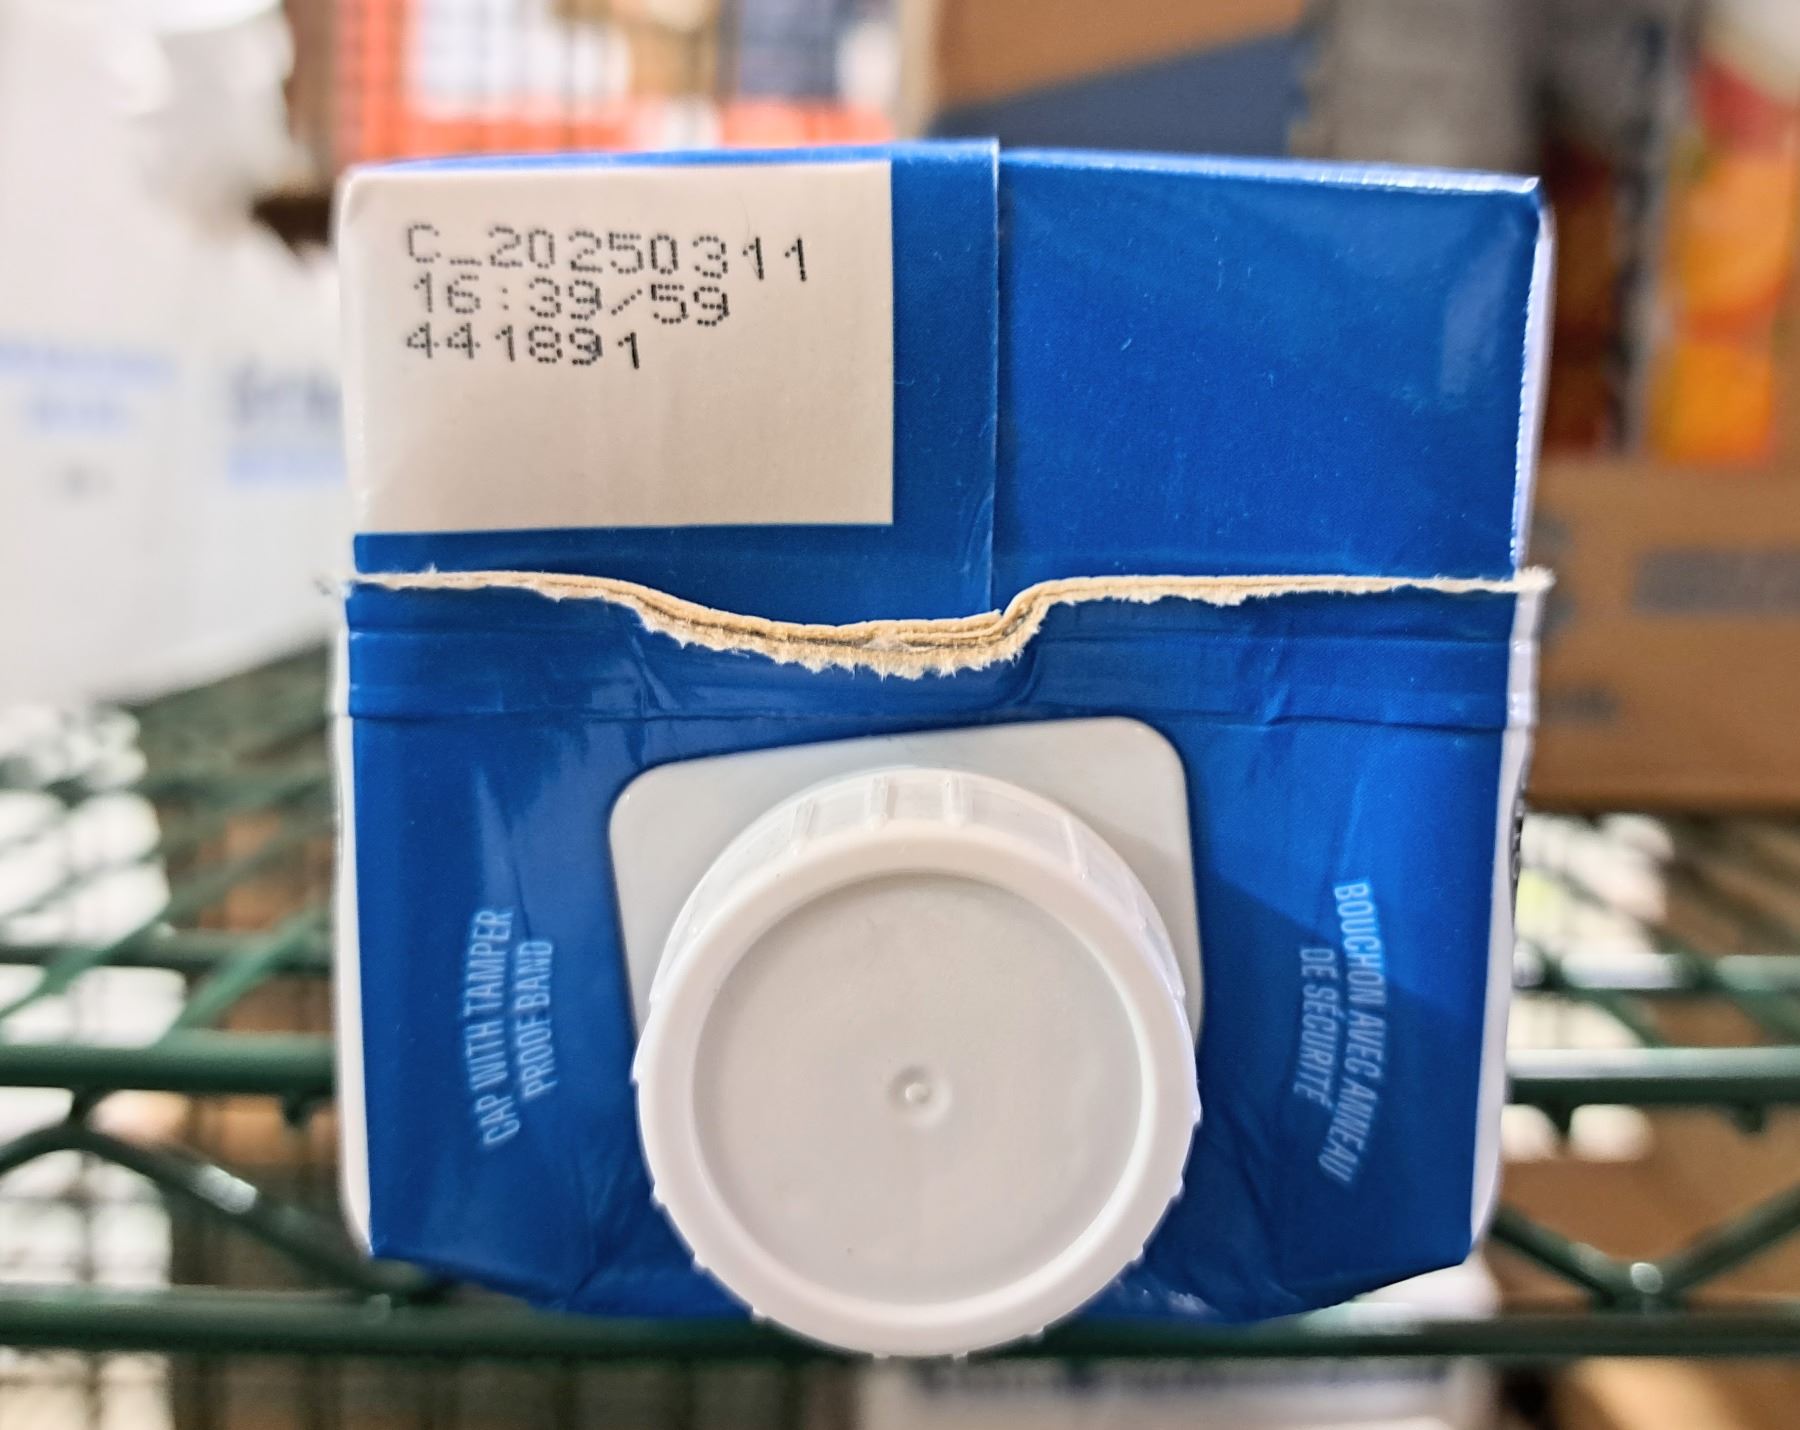 C_20250311
16:39/59
441891
CAP WITH TAMPER
PROOF BAND
BOUCHON AVEC ANNEAU
DE SÉCURITÉ